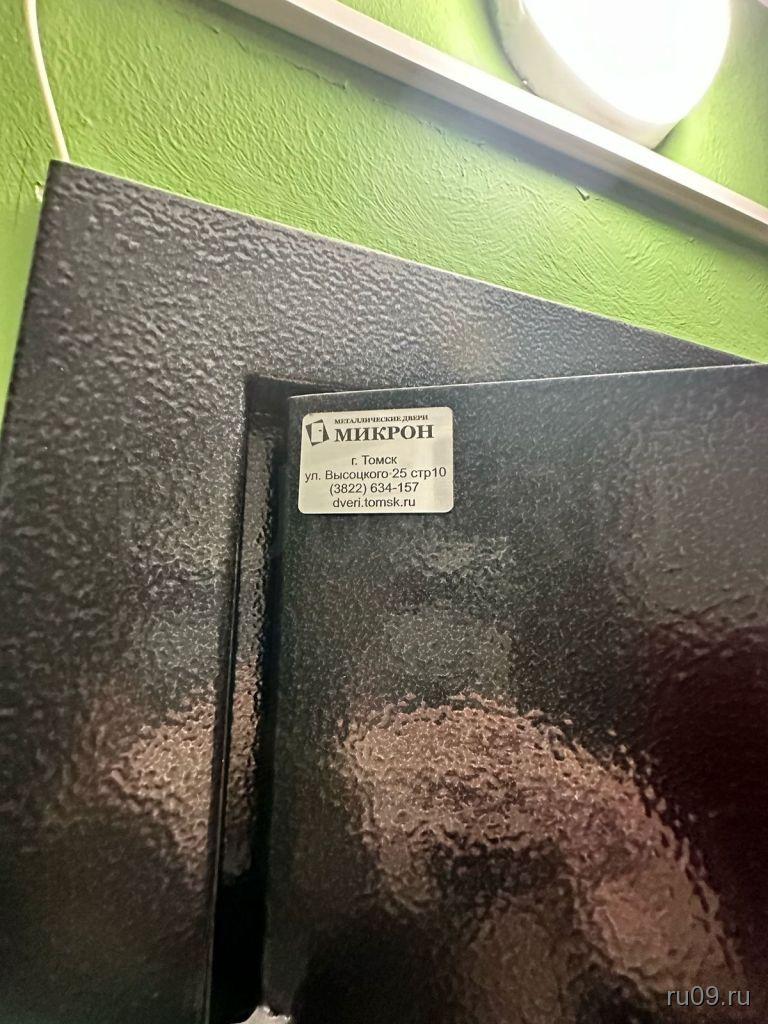 МЕТАЛЛИЧЕСКИЕ ДВЕРИ
МИКРОН
г. Томск
ул. Высоцкого 25 стр10
(3822) 634-157
dveri.tomsk.ru
ru09.ru